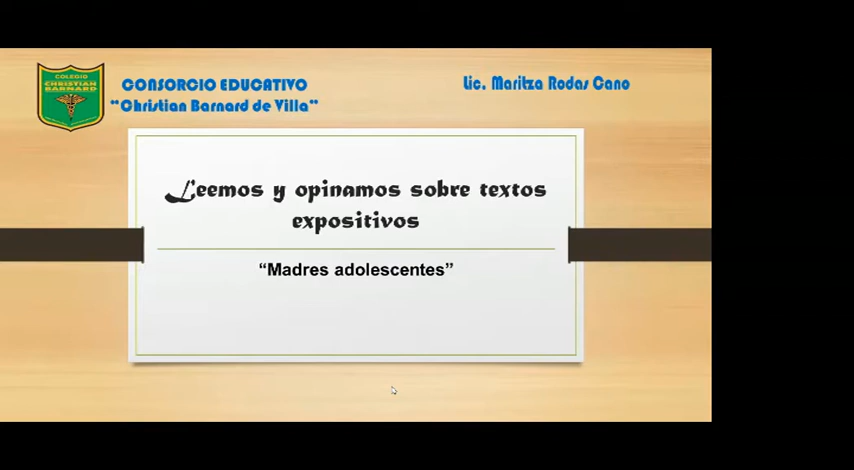 COLEGIO
CHRISTIAN
BARNARD
CONSORCIO EDUCATIVO
“Christian Barnard de Villa”
Lic. Maritza Rodas Cano
Leemos y opinamos sobre textos
expositivos
“Madres adolescentes”